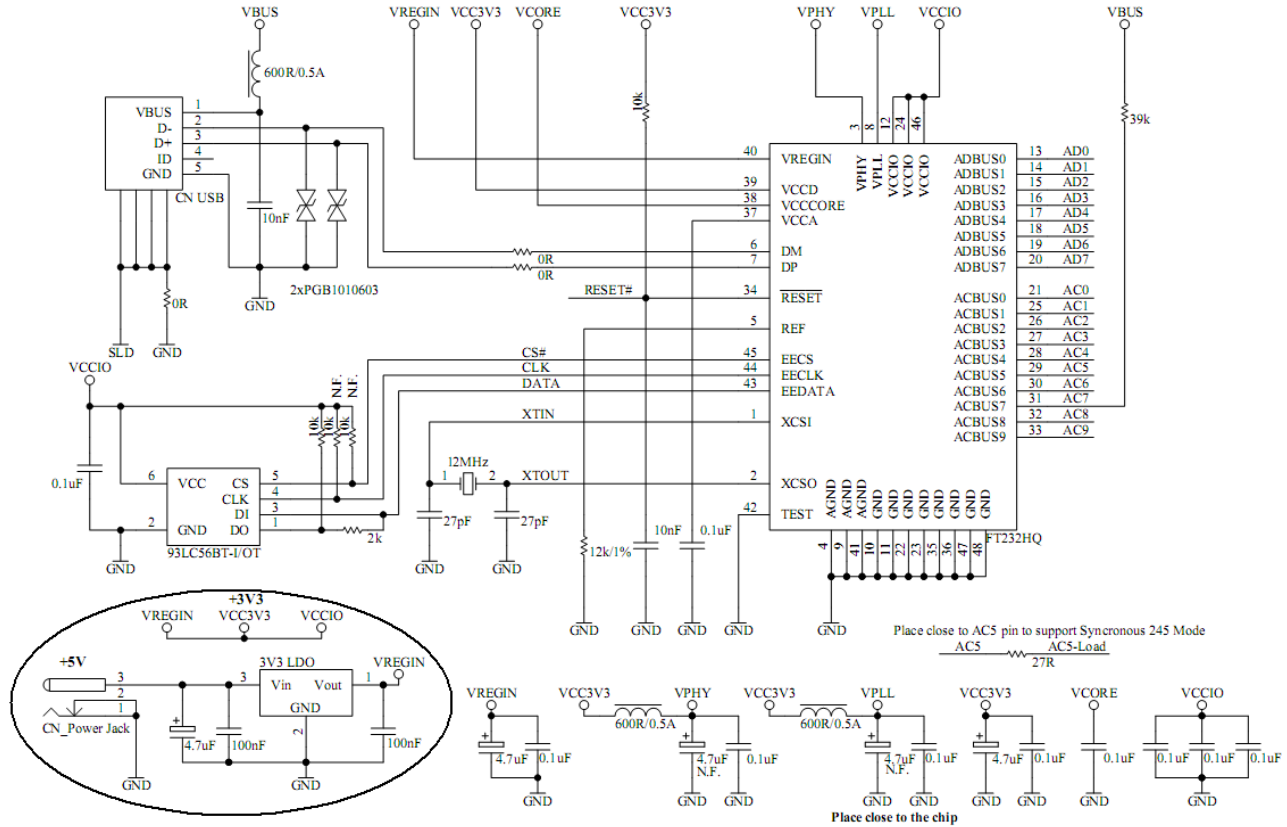 VBUS
VREGIN
VCC3V3
VCORE
VCC3V3
VPHY
VPLL
VCCIO
VBUS
600R/0.5A
10k
39k
VBUS 1
D- 2
D+ 3
ID 4
GND 5
CN USB
10nF
2xPGB1010603
GND
0R
SLD
GND
0R
0R
3
8
12
24
46
VPHY
VPLL
VCCIO
VCCIO
VCCIO
40 VREGIN
39 VCCD
38 VCCCORE
37 VCCA
6 DM
7 DP
RESET# 34 RESET
5 REF
CS# 45 EECS
CLK 44 EECLK
DATA 43 EEDATA
XTIN 1 XCSI
XTOUT 2 XCSO
42 TEST
ADBUS0 13 AD0
ADBUS1 14 AD1
ADBUS2 15 AD2
ADBUS3 16 AD3
ADBUS4 17 AD4
ADBUS5 18 AD5
ADBUS6 19 AD6
ADBUS7 20 AD7
ACBUS0 21 AC0
ACBUS1 25 AC1
ACBUS2 26 AC2
ACBUS3 27 AC3
ACBUS4 28 AC4
ACBUS5 29 AC5
ACBUS6 30 AC6
ACBUS7 31 AC7
ACBUS8 32 AC8
ACBUS9 33 AC9
AGND
AGND
AGND
GND
GND
GND
GND
GND
GND
GND
GND
4
9
41
10
11
22
23
35
36
47
48
FT232HQ
GND
VCCIO
N.F.
N.F.
10k
10k
10k
0.1uF
6 VCC CS 5
CLK 4
DI 3
2 GND DO 1
93LC56BT-I/OT
2k
GND
12MHz
1 2
27pF
27pF
GND
GND
12k/1%
10nF
0.1uF
GND
GND
GND
GND
+3V3
VREGIN
VCC3V3
VCCIO
+5V
3
2
1
CN_Power Jack
3V3 LDO
3 Vin Vout 1
GND
2
VREGIN
4.7uF
100nF
100nF
GND
GND
Place close to AC5 pin to support Syncronous 245 Mode
AC5 AC5-Load
27R
VREGIN
+
4.7uF
0.1uF
GND
VCC3V3
600R/0.5A
VPHY
+
4.7uF
N.F.
0.1uF
GND
GND
VCC3V3
600R/0.5A
VPLL
+
4.7uF
N.F.
0.1uF
GND
GND
VCC3V3
+
4.7uF
0.1uF
GND
GND
VCORE
0.1uF
GND
VCCIO
0.1uF
0.1uF
0.1uF
GND
Place close to the chip